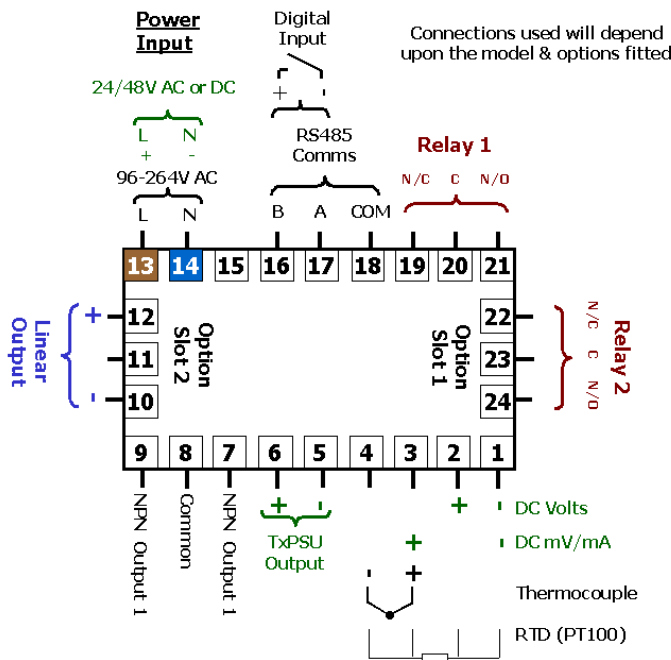 Power
Input
Digital
Input
Connections used will depend
upon the model & options fitted
24/48V AC or DC
+ -
L N
+ -
RS485
Comms
Relay 1
96-264V AC
N/C C N/O
L N
B A COM
13 14 15 16 17 18 19 20 21
Linear
Output
+
-
12
11
10
Option
Slot 2
Option
Slot 1
22
23
24
N/C
C
N/O
Relay 2
9 8 7 6 5 4 3 2 1
NPN Output 1
Common
NPN Output 1
+ -
TxPSU
Output
+ - DC Volts
+ - DC mV/mA
- +
Thermocouple
RTD (PT100)